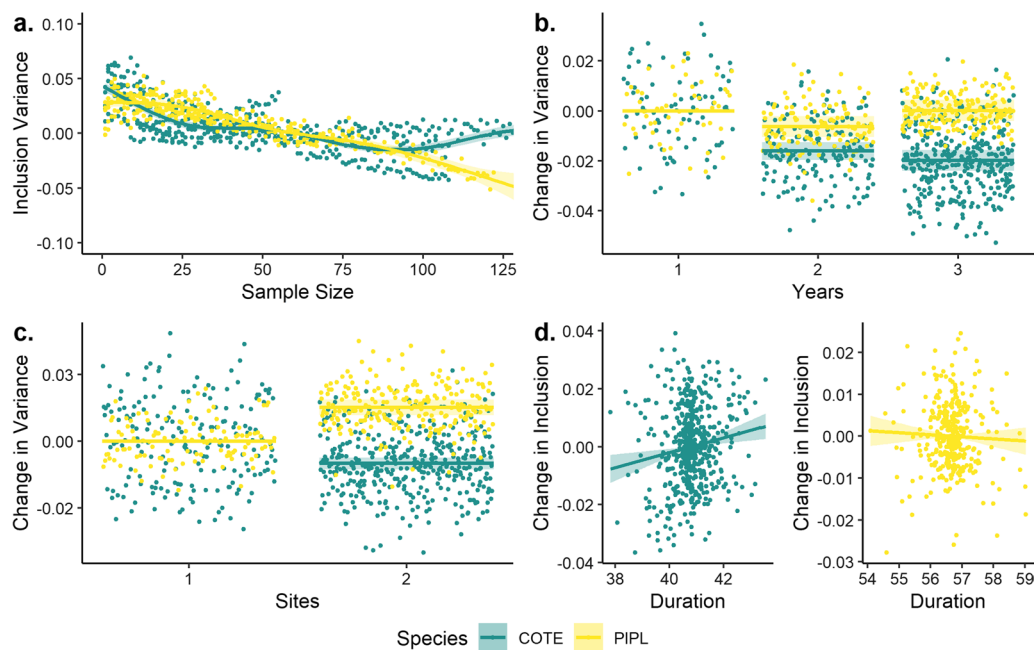 a.
Inclusion Variance
0.10
0.05
0.00
-0.05
-0.10
0 25 50 75 100 125
Sample Size
b.
Change in Variance
0.02
0.00
-0.02
-0.04
1 2 3
Years
c.
Change in Variance
0.03
0.00
-0.02
1 2
Sites
d.
Change in Inclusion
0.04
0.02
0.00
-0.02
-0.04
38 40 42
Duration
Change in Inclusion
0.02
0.01
0.00
-0.01
-0.02
-0.03
54 55 56 57 58 59
Duration
Species COTE PIPL